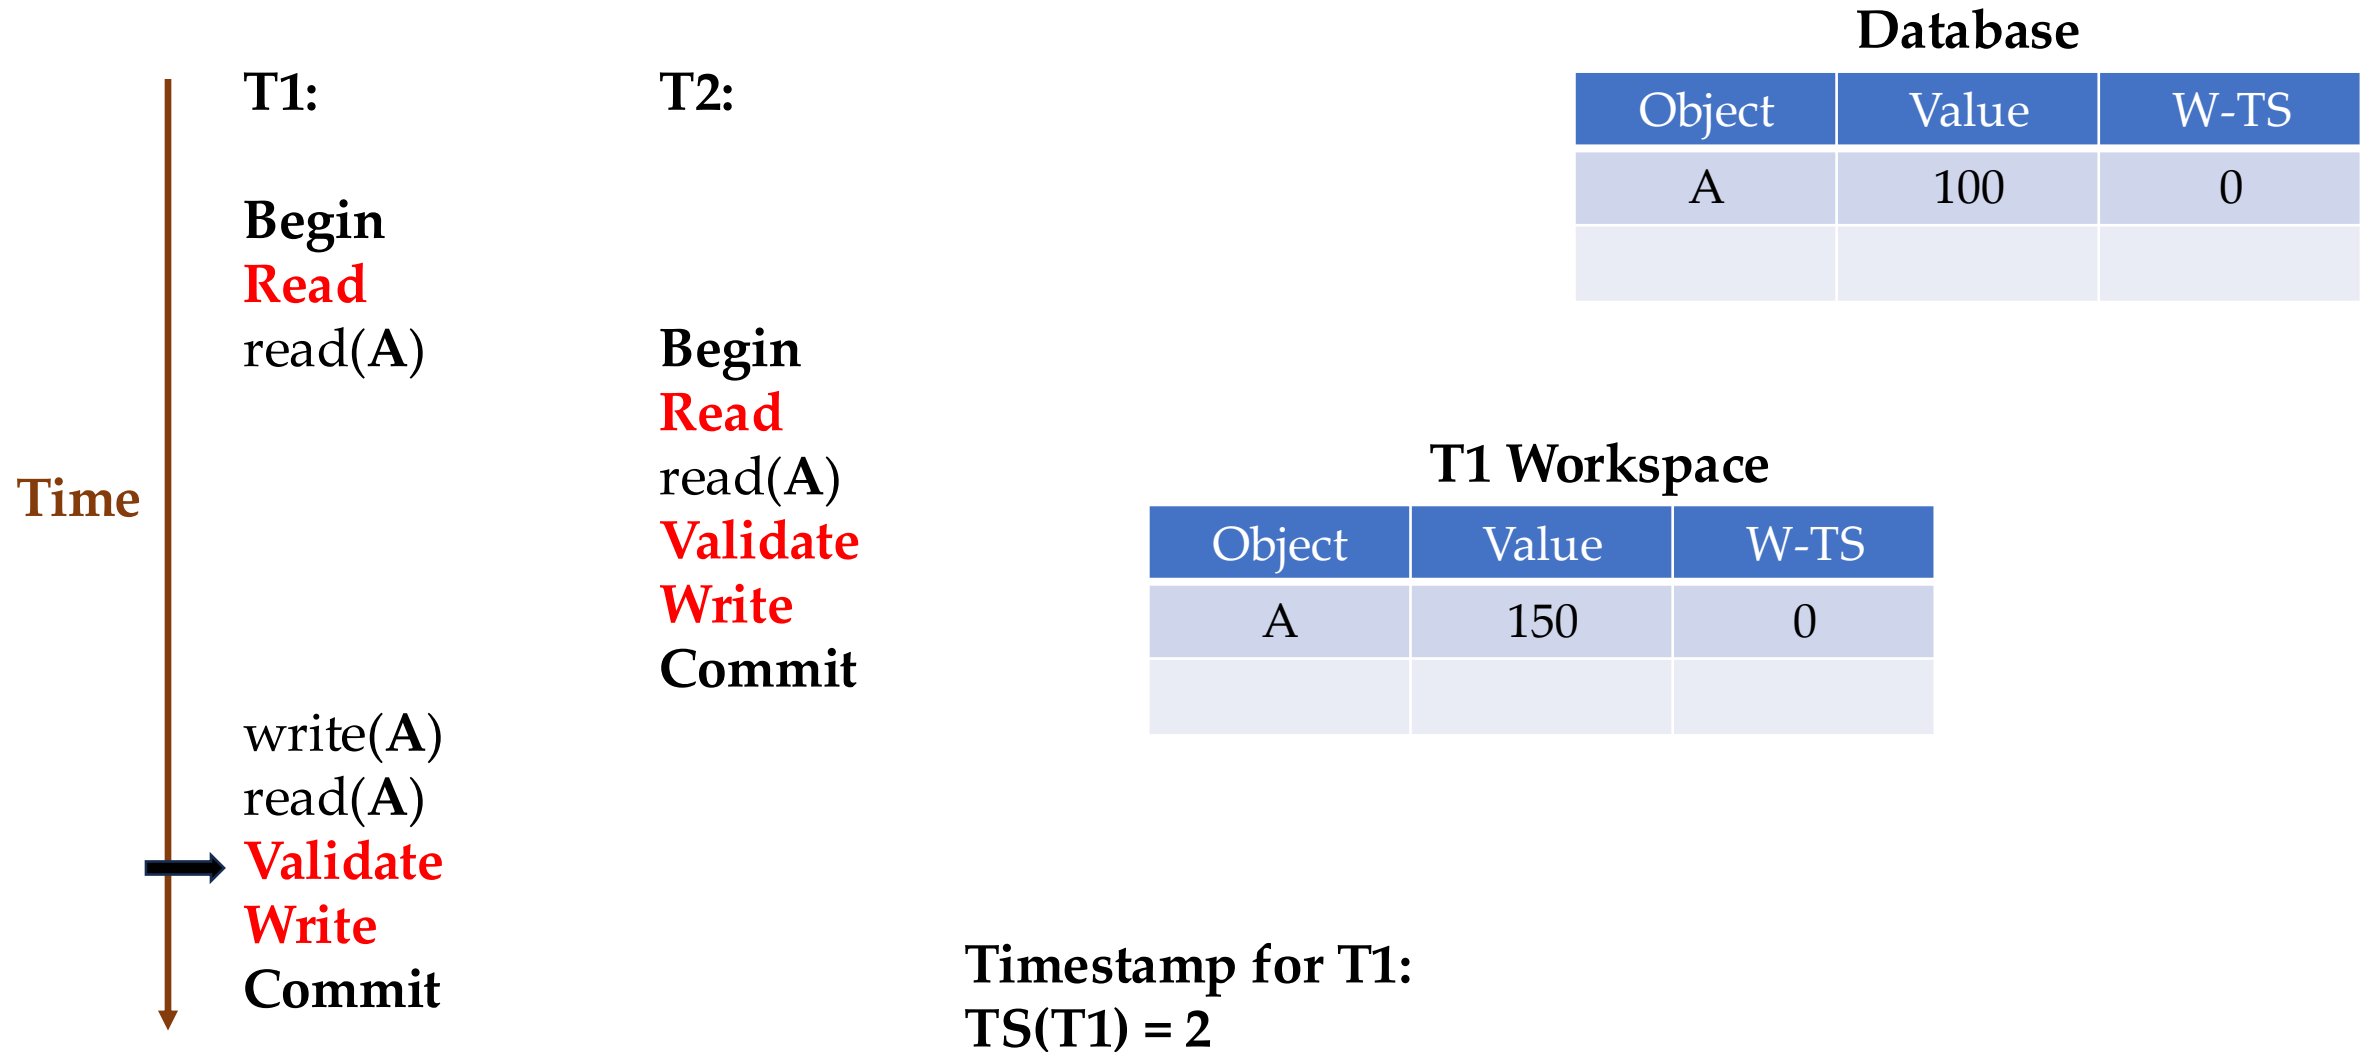 Time
T1:
Begin
Read
read(A)
write(A)
read(A)
Validate
Write
Commit
T2:
Begin
Read
read(A)
Validate
Write
Commit
Database
Object Value W-TS
A 100 0
T1 Workspace
Object Value W-TS
A 150 0
Timestamp for T1:
TS(T1) = 2